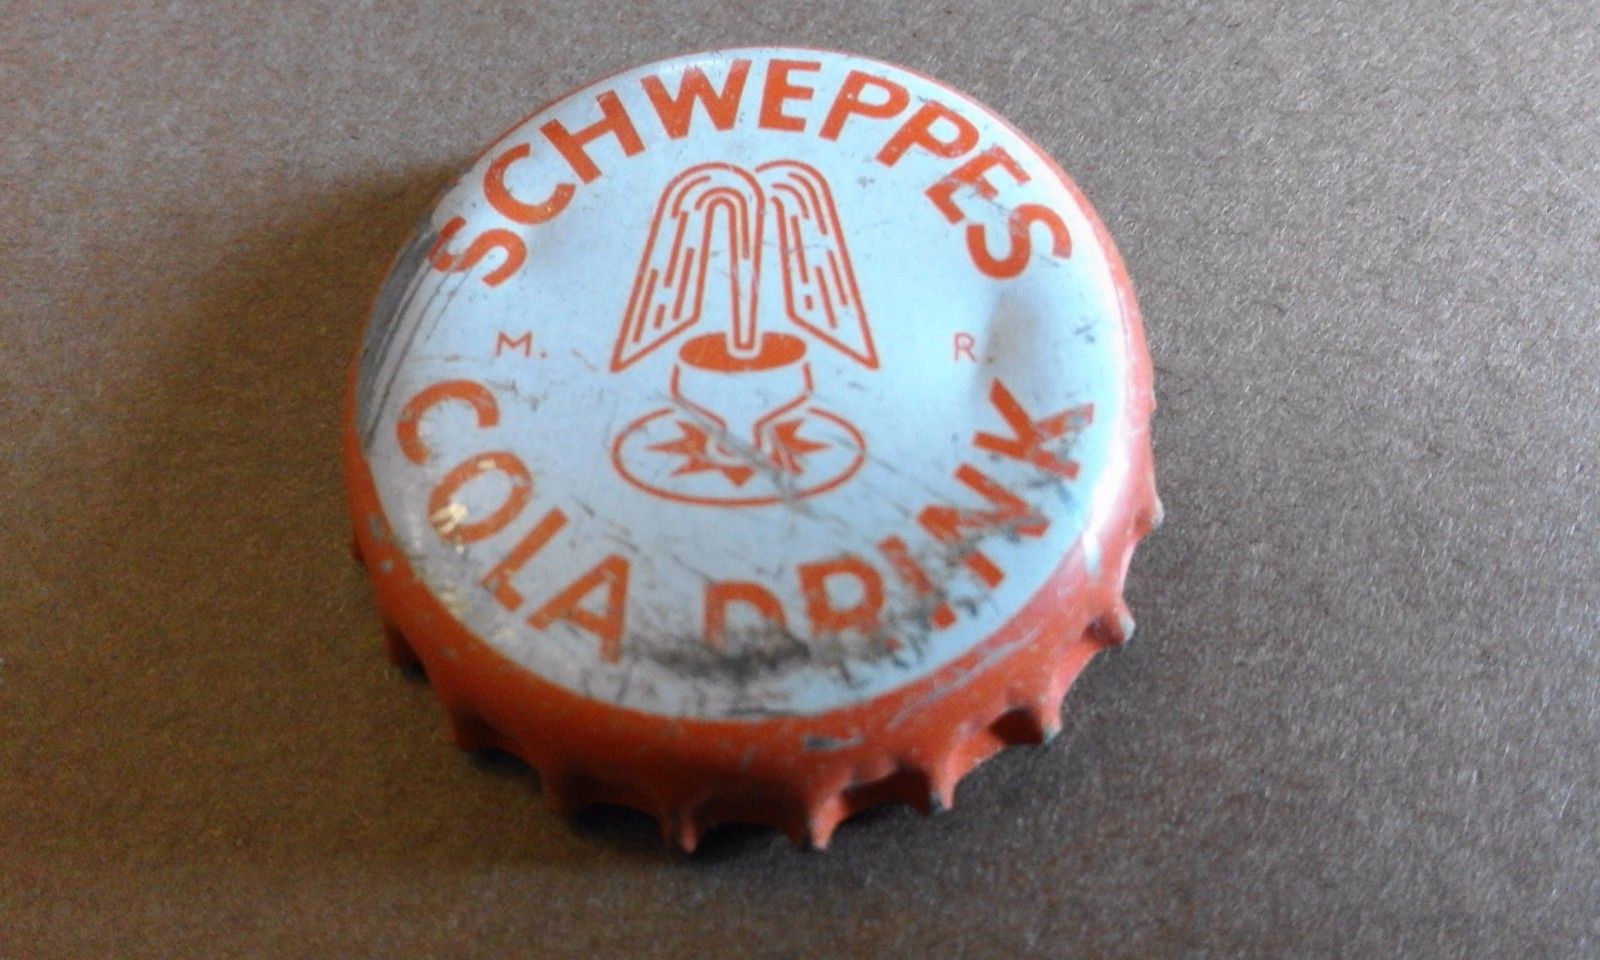 SCHWEPPES
M. R.
COLA DRINK